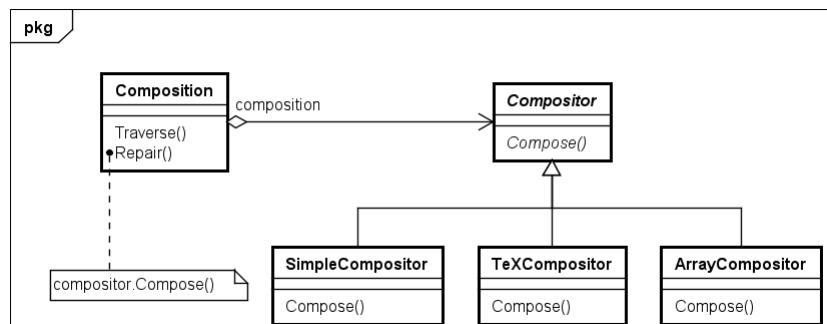 pkg
Composition
Traverse()
Repair()
composition
Compositor
Compose()
compositor.Compose()
SimpleCompositor
Compose()
TeXCompositor
Compose()
ArrayCompositor
Compose()